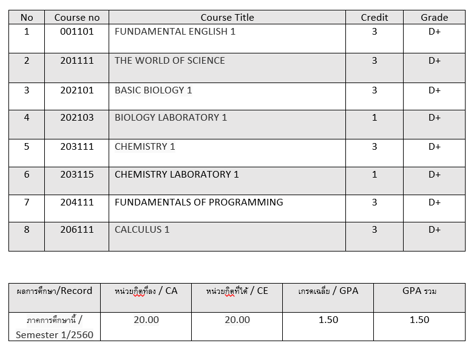 No Course no Course Title Credit Grade
1 001101 FUNDAMENTAL ENGLISH 1 3 D+
2 201111 THE WORLD OF SCIENCE 3 D+
3 202101 BASIC BIOLOGY 1 3 D+
4 202103 BIOLOGY LABORATORY 1 1 D+
5 203111 CHEMISTRY 1 3 D+
6 203115 CHEMISTRY LABORATORY 1 1 D+
7 204111 FUNDAMENTALS OF PROGRAMMING 3 D+
8 206111 CALCULUS 1 3 D+
ผลการศึกษา/Record หน่วยกิตที่ลง / CA หน่วยกิตที่ได้ / CE เกรดเฉลี่ย / GPA GPA รวม
ภาคการศึกษานี้ / 20.00 20.00 1.50 1.50
Semester 1/2560